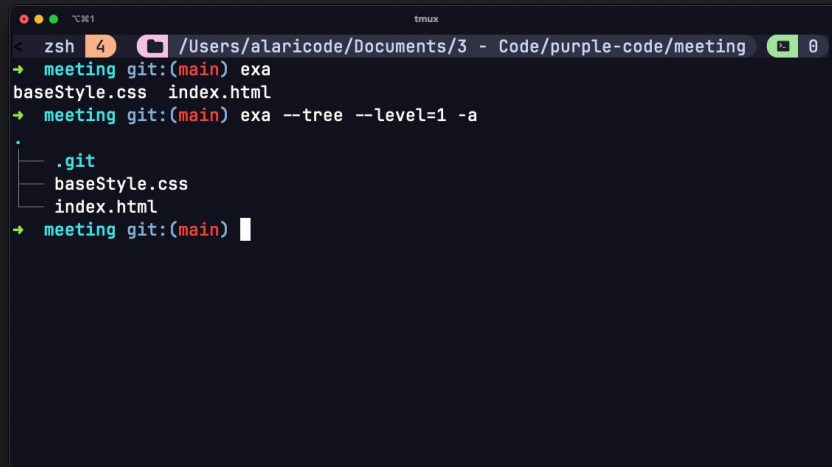 ⌥⌘1 tmux
< zsh 4 /Users/alaricode/Documents/3 - Code/purple-code/meeting 0
➜ meeting git:(main) exa
baseStyle.css index.html
➜ meeting git:(main) exa --tree --level=1 -a
.
├── .git
├── baseStyle.css
└── index.html
➜ meeting git:(main)